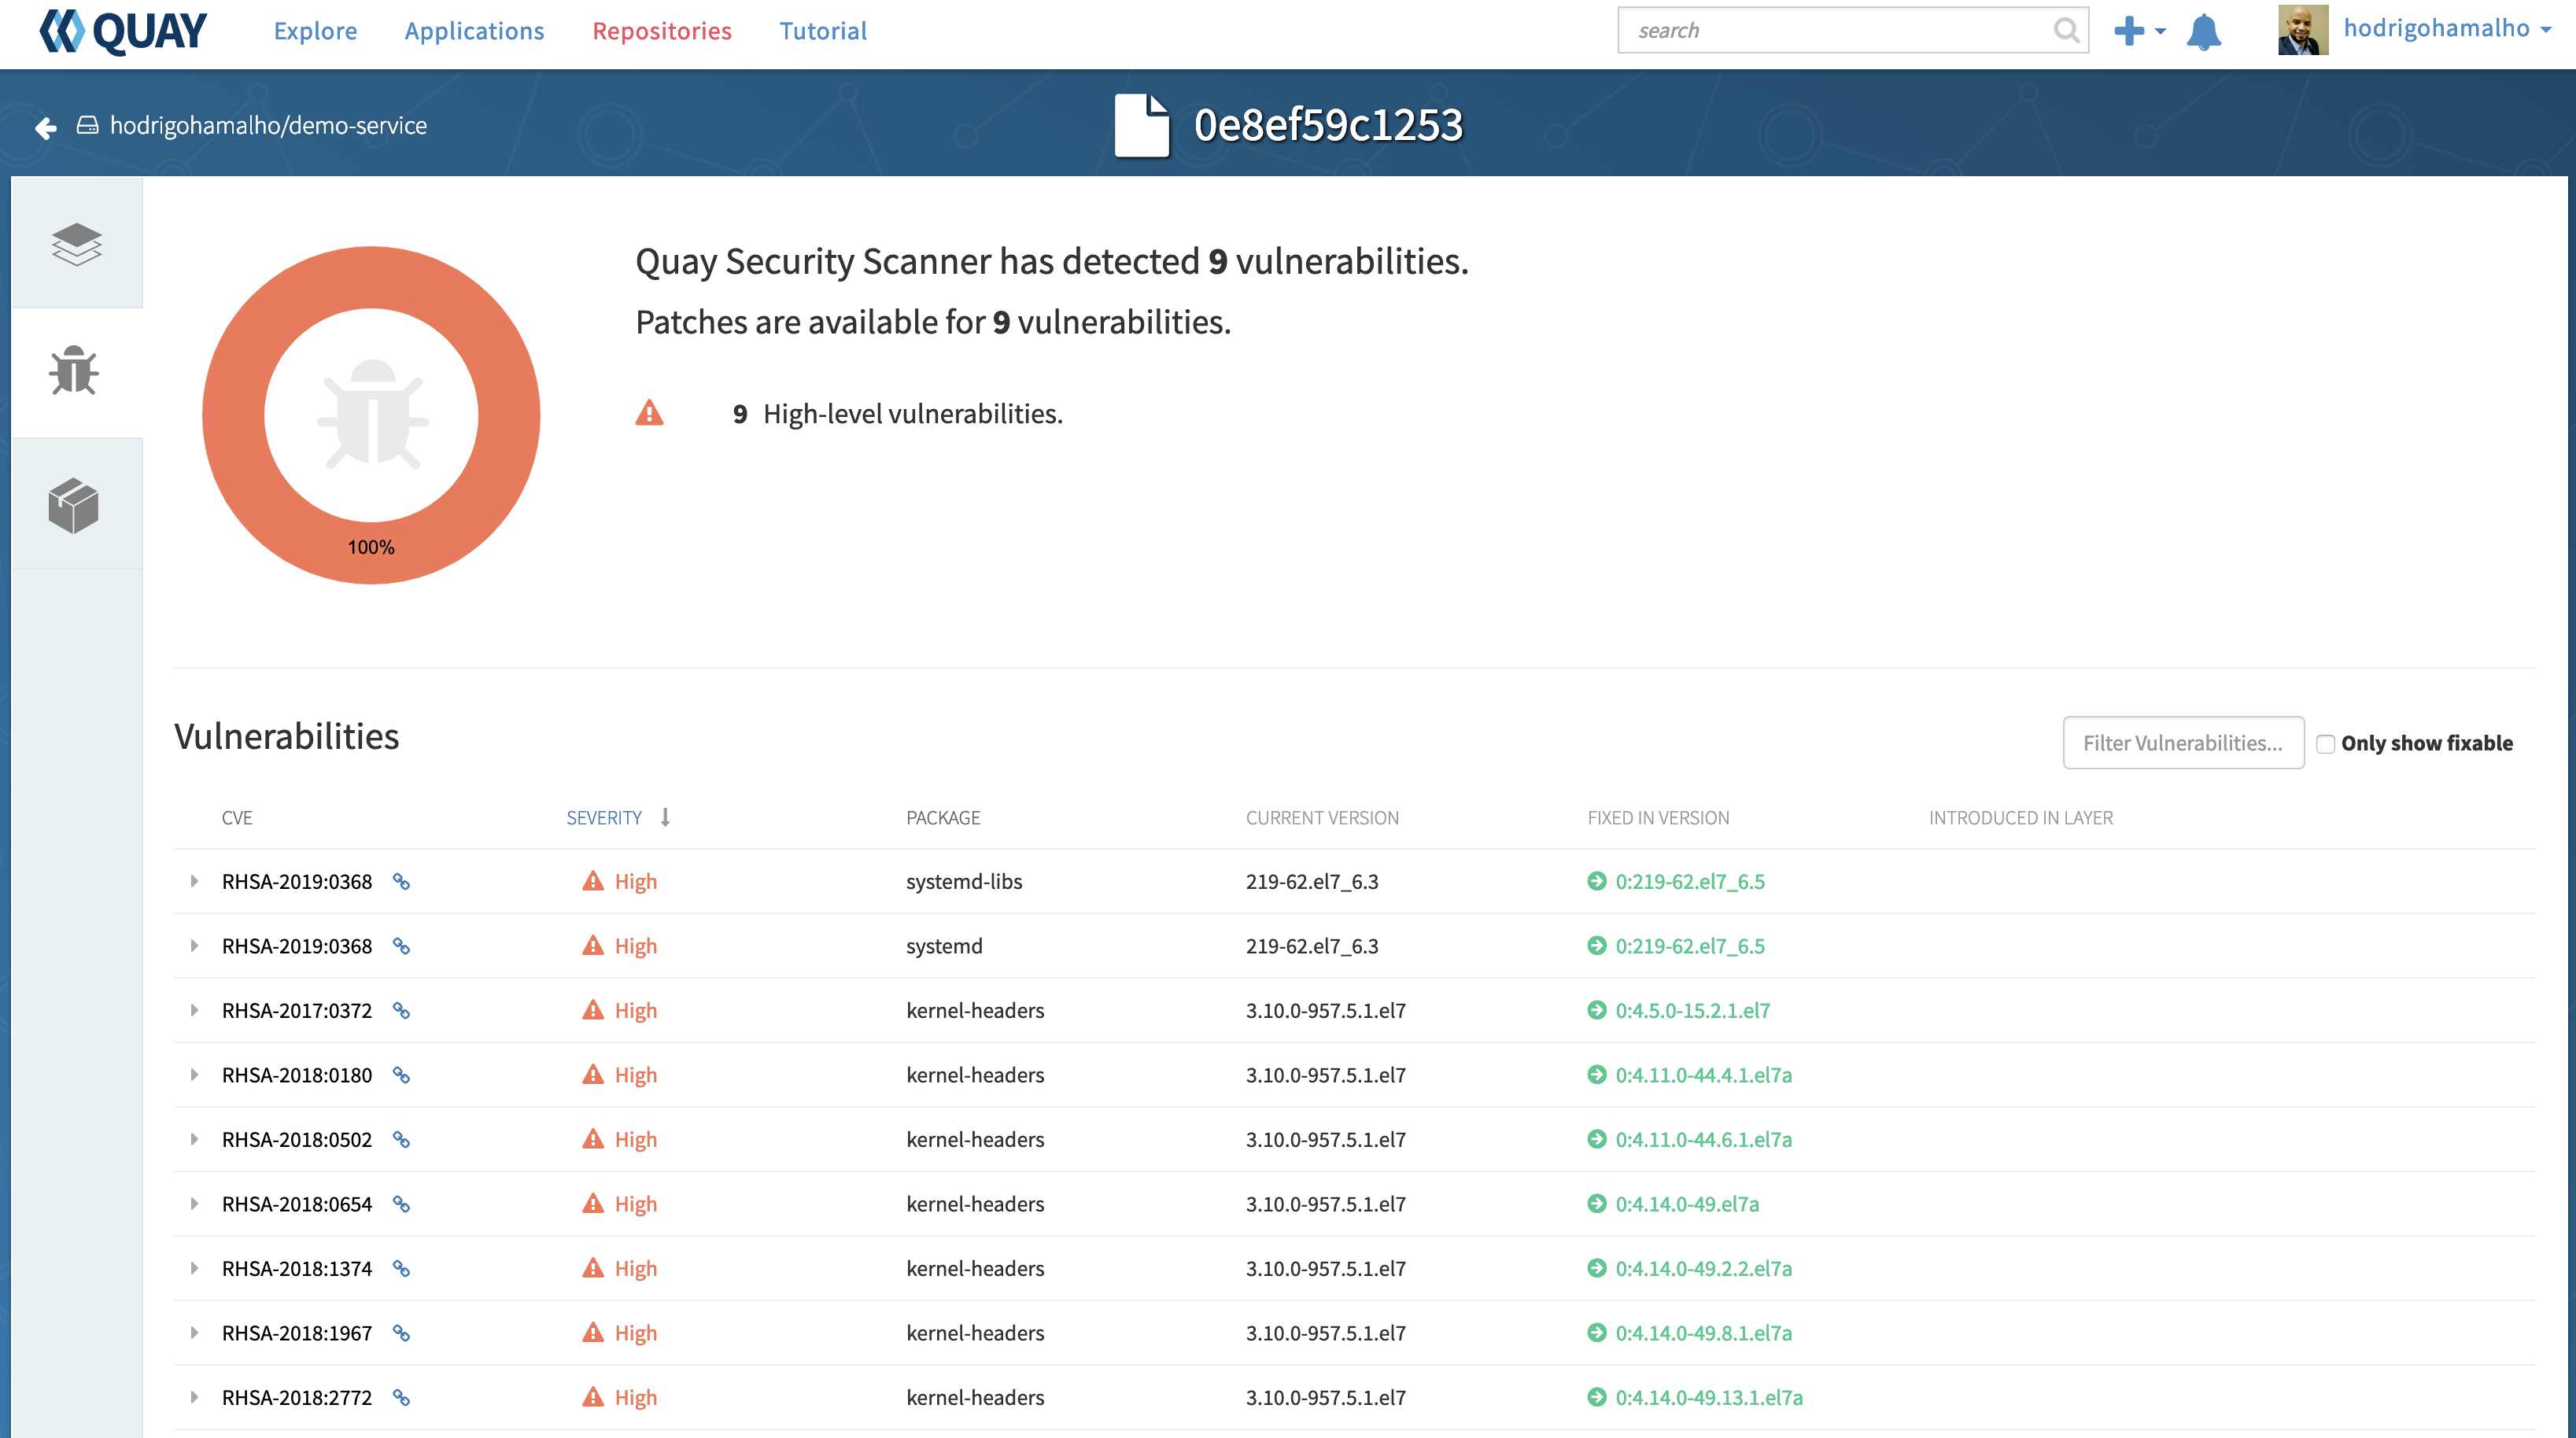 QUAY Explore Applications Repositories Tutorial search hodrigohamalho
hodrigohamalho/demo-service 0e8ef59c1253
Quay Security Scanner has detected 9 vulnerabilities.
Patches are available for 9 vulnerabilities.
9 High-level vulnerabilities.
100%
Vulnerabilities Filter Vulnerabilities... Only show fixable
CVE SEVERITY PACKAGE CURRENT VERSION FIXED IN VERSION INTRODUCED IN LAYER
RHSA-2019:0368 High systemd-libs 219-62.el7_6.3 0:219-62.el7_6.5
RHSA-2019:0368 High systemd 219-62.el7_6.3 0:219-62.el7_6.5
RHSA-2017:0372 High kernel-headers 3.10.0-957.5.1.el7 0:4.5.0-15.2.1.el7
RHSA-2018:0180 High kernel-headers 3.10.0-957.5.1.el7 0:4.11.0-44.4.1.el7a
RHSA-2018:0502 High kernel-headers 3.10.0-957.5.1.el7 0:4.11.0-44.6.1.el7a
RHSA-2018:0654 High kernel-headers 3.10.0-957.5.1.el7 0:4.14.0-49.el7a
RHSA-2018:1374 High kernel-headers 3.10.0-957.5.1.el7 0:4.14.0-49.2.2.el7a
RHSA-2018:1967 High kernel-headers 3.10.0-957.5.1.el7 0:4.14.0-49.8.1.el7a
RHSA-2018:2772 High kernel-headers 3.10.0-957.5.1.el7 0:4.14.0-49.13.1.el7a